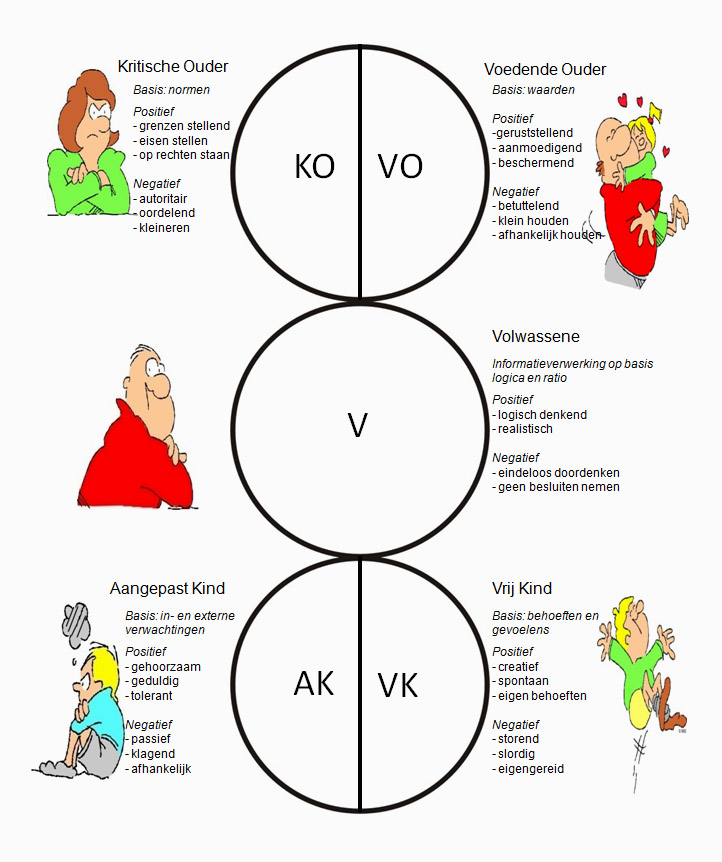 Kritische Ouder
Basis: normen
Positief
- grenzen stellend
- eisen stellen
- op rechten staan
Negatief
- autoritair
- oordelend
- kleineren
KO
VO
Voedende Ouder
Basis: waarden
Positief
-geruststellend
- aanmoedigend
- beschermend
Negatief
- betuttelend
- klein houden
- afhankelijk houden
V
Volwassene
Informatieverwerking op basis
logica en ratio
Positief
- logisch denkend
- realistisch
Negatief
- eindeloos doordenken
- geen besluiten nemen
Aangepast Kind
Basis: in- en externe
verwachtingen
Positief
- gehoorzaam
- geduldig
- tolerant
Negatief
- passief
- klagend
- afhankelijk
AK
VK
Vrij Kind
Basis: behoeften en
gevoelens
Positief
- creatief
- spontaan
- eigen behoeften
Negatief
- storend
- slordig
- eigengereid